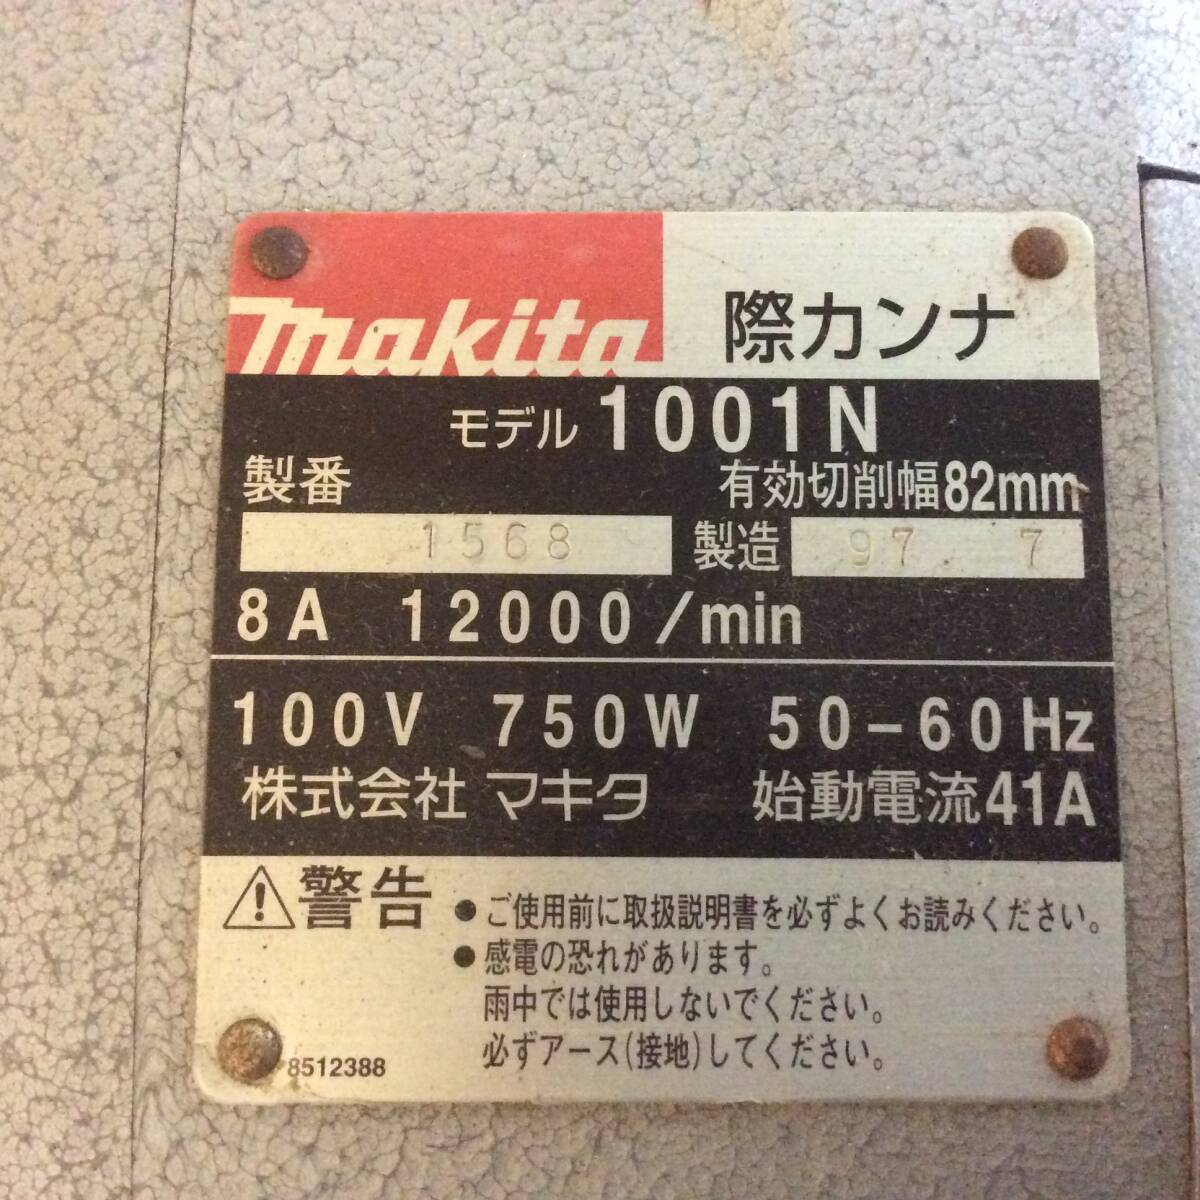 makita 際カンナ
モデル 1001N
製番 有効切削幅82mm
1568 製造 97. 7
8A 12000/min
100V 750W 50-60Hz
株式会社 マキタ 始動電流41A
⚠警告 ●ご使用前に取扱説明書を必ずよくお読みください。
●感電の恐れがあります。
雨中では使用しないでください。
必ずアース(接地)してください。
8512388